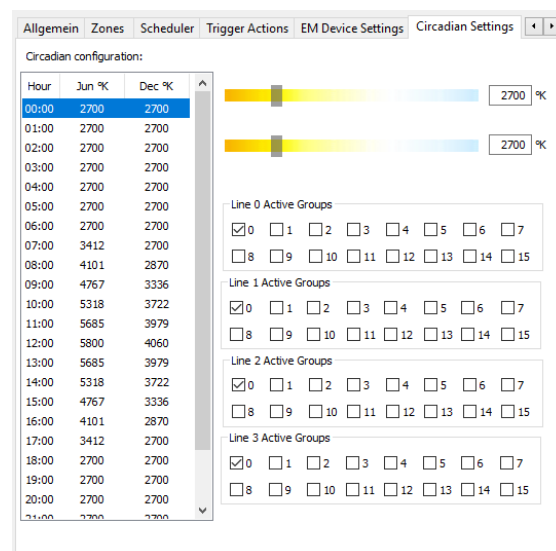 Allgemein Zones Scheduler Trigger Actions EM Device Settings Circadian Settings
Circadian configuration:
Hour Jun °K Dec °K
00:00 2700 2700
01:00 2700 2700
02:00 2700 2700
03:00 2700 2700
04:00 2700 2700
05:00 2700 2700
06:00 2700 2700
07:00 3412 2700
08:00 4101 2870
09:00 4767 3336
10:00 5318 3722
11:00 5685 3979
12:00 5800 4060
13:00 5685 3979
14:00 5318 3722
15:00 4767 3336
16:00 4101 2870
17:00 3412 2700
18:00 2700 2700
19:00 2700 2700
20:00 2700 2700
21:00 2700 2700
2700 °K
2700 °K
Line 0 Active Groups
0 1 2 3 4 5 6 7
8 9 10 11 12 13 14 15
Line 1 Active Groups
0 1 2 3 4 5 6 7
8 9 10 11 12 13 14 15
Line 2 Active Groups
0 1 2 3 4 5 6 7
8 9 10 11 12 13 14 15
Line 3 Active Groups
0 1 2 3 4 5 6 7
8 9 10 11 12 13 14 15